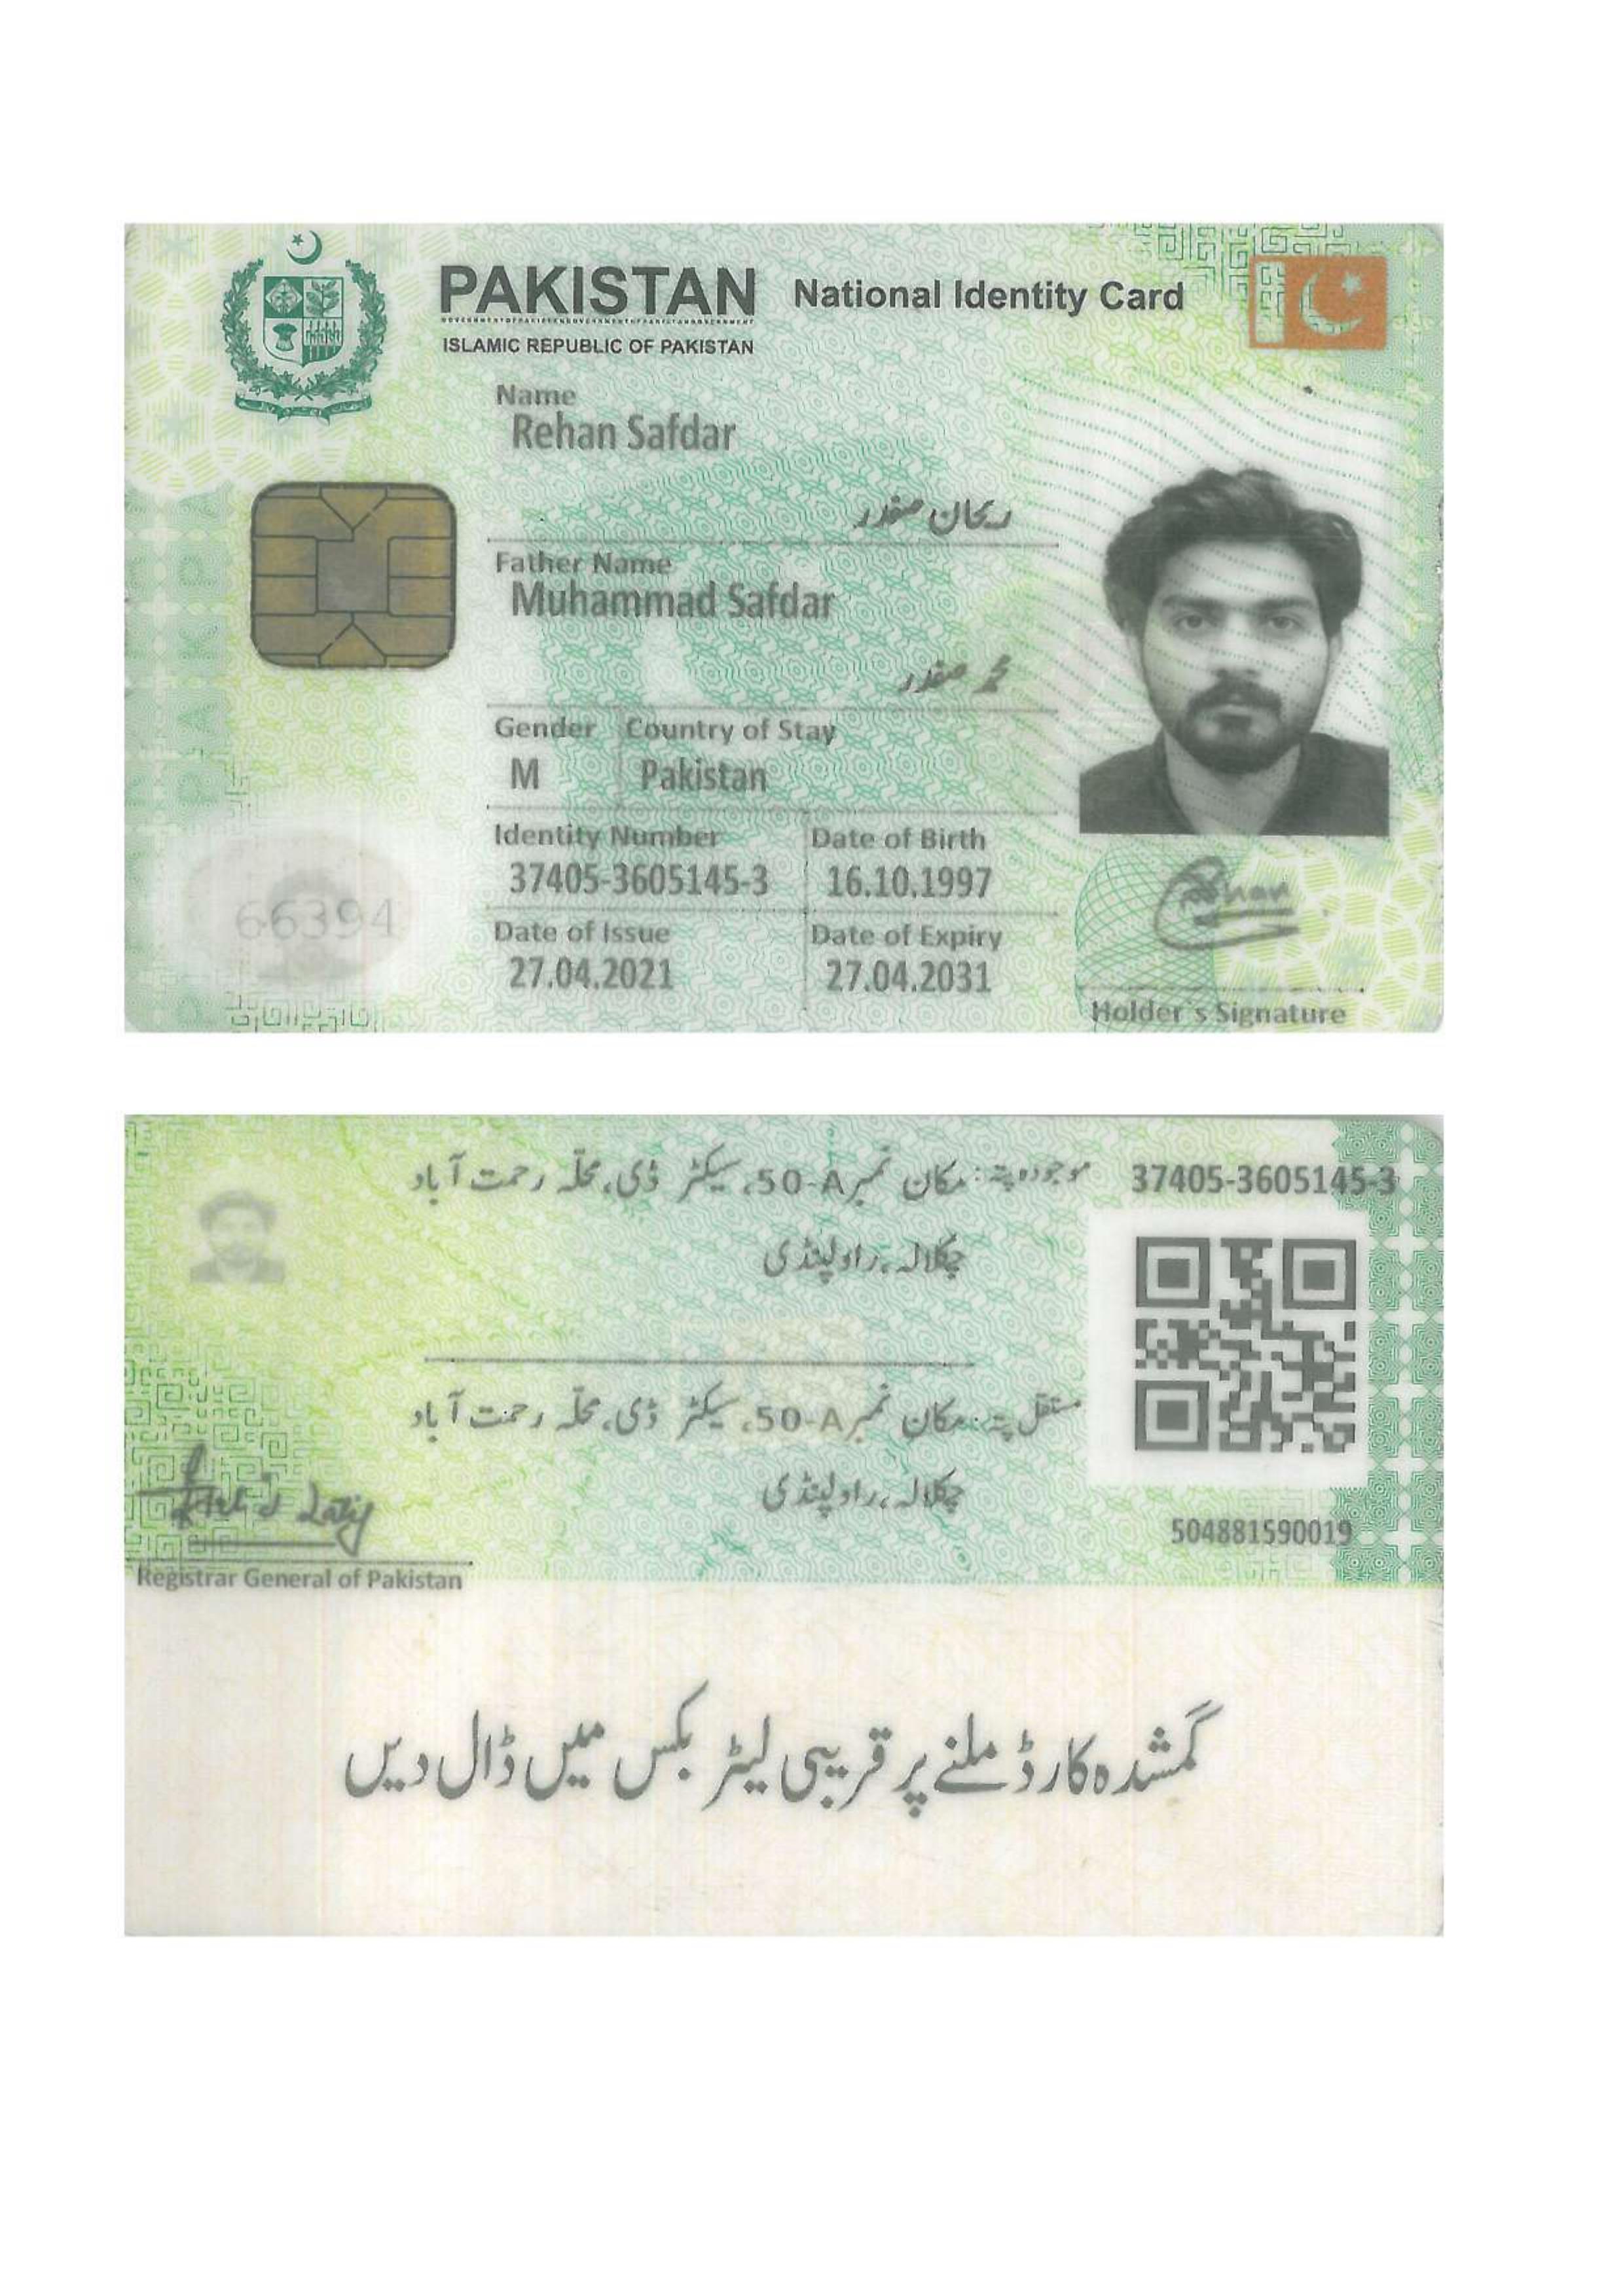 PAKISTAN National Identity Card
ISLAMIC REPUBLIC OF PAKISTAN
Name
Rehan Safdar
ریحان صفدر
Father Name
Muhammad Safdar
محمد صفدر
Gender Country of Stay
M Pakistan
Identity Number Date of Birth
37405-3605145-3 16.10.1997
66394
Date of Issue Date of Expiry
27.04.2021 27.04.2031
Holder's Signature
37405-3605145-3
موجودہ پتہ: مکان نمبر 50-A، سیکٹر ڈی، محلّہ رحمت آباد
چکلالہ، راولپنڈی
مستقل پتہ: مکان نمبر 50-A، سیکٹر ڈی، محلّہ رحمت آباد
چکلالہ، راولپنڈی
504881590019
Registrar General of Pakistan
گمشدہ کارڈ ملنے پر قریبی لیٹر بکس میں ڈال دیں